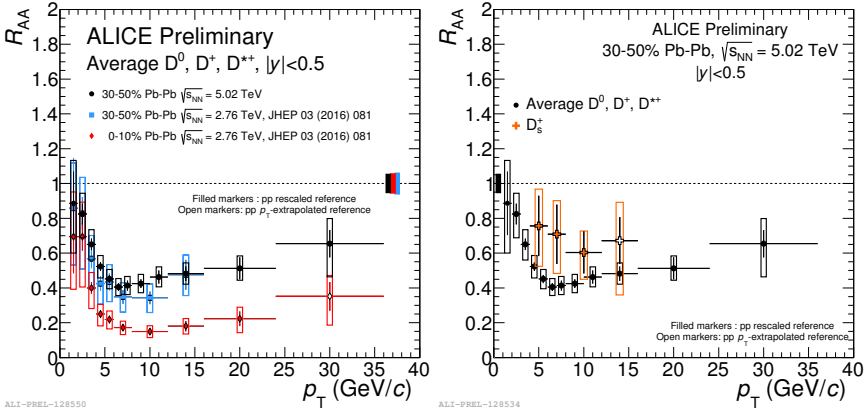 R_AA
2
1.8
1.6
1.4
1.2
1
0.8
0.6
0.4
0.2
0
ALICE Preliminary
Average D⁰, D⁺, D*⁺, |y|<0.5
30-50% Pb-Pb √s_NN = 5.02 TeV
30-50% Pb-Pb √s_NN = 2.76 TeV, JHEP 03 (2016) 081
0-10% Pb-Pb √s_NN = 2.76 TeV, JHEP 03 (2016) 081
Filled markers : pp rescaled reference
Open markers: pp p_T-extrapolated reference
0 5 10 15 20 25 30 35 40
p_T (GeV/c)
ALI-PREL-128550
R_AA
2
1.8
1.6
1.4
1.2
1
0.8
0.6
0.4
0.2
0
ALICE Preliminary
30-50% Pb-Pb, √s_NN = 5.02 TeV
|y|<0.5
Average D⁰, D⁺, D*⁺
D_s⁺
Filled markers : pp rescaled reference
Open markers: pp p_T-extrapolated reference
0 5 10 15 20 25 30 35 40
p_T (GeV/c)
ALI-PREL-128534